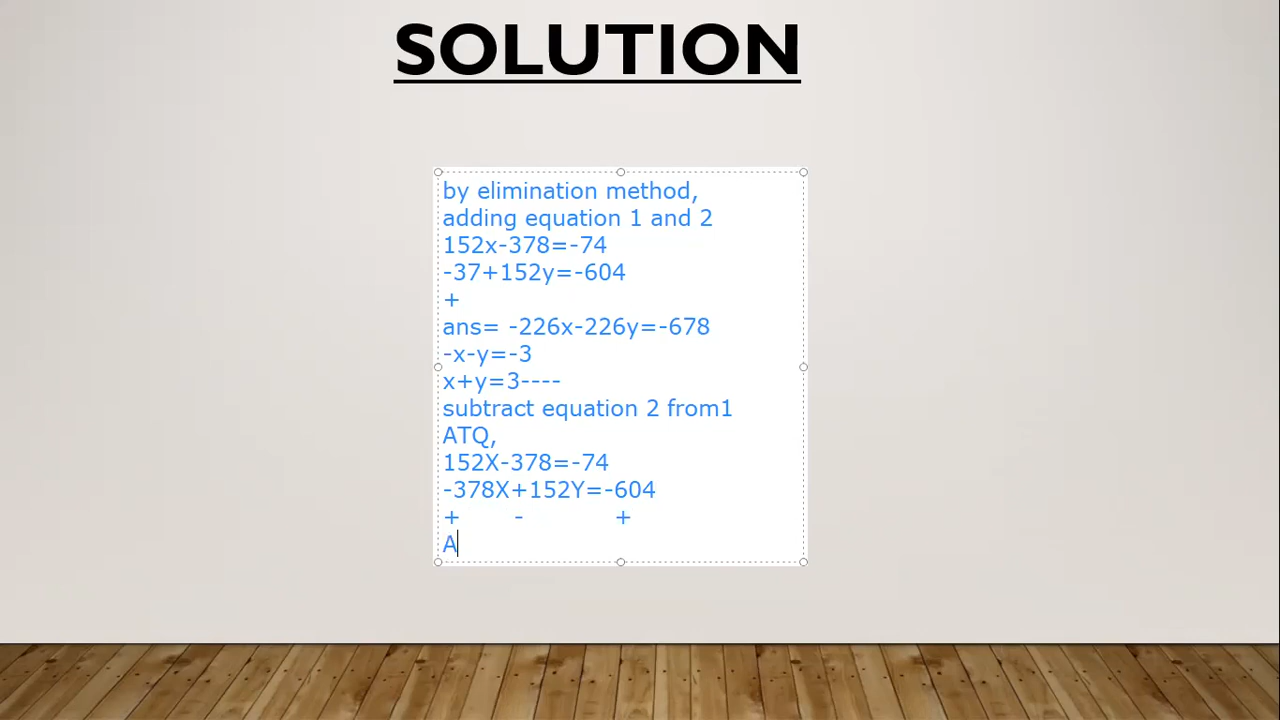 SOLUTION
by elimination method,
adding equation 1 and 2
152x-378=-74
-37+152y=-604
+
ans= -226x-226y=-678
-x-y=-3
x+y=3----
subtract equation 2 from1
ATQ,
152X-378=-74
-378X+152Y=-604
+ - +
A